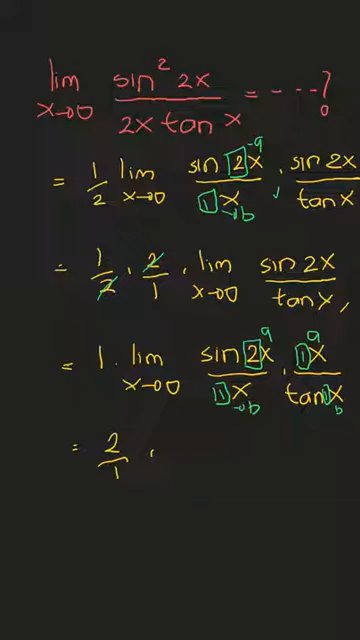 lim x→0 sin² 2x / 2x tan x = - - - - ?
= 1/2 lim x→0 sin 2x / 1x · sin 2x / tan x →a →b
= 1/2 · 2/1 · lim x→0 sin 2x / tan x,
= 1 · lim x→0 sin 2x / 1x · 1x / tan 1x a →b a b
= 2/1 ·